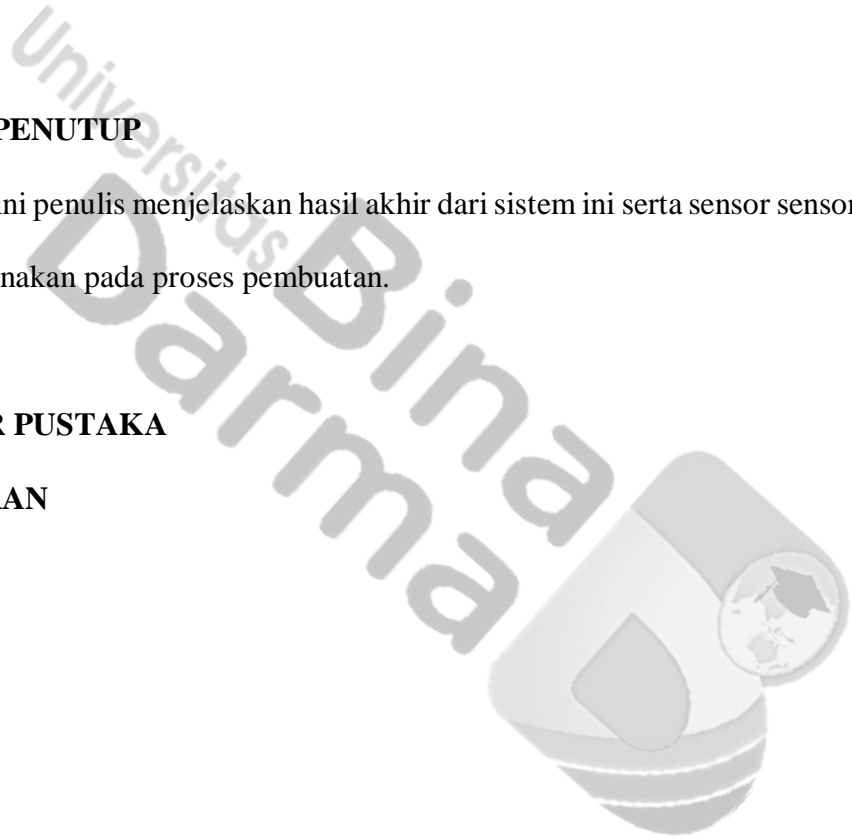 Universitas
Bina
Darma
PENUTUP
ini penulis menjelaskan hasil akhir dari sistem ini serta sensor sensor
nakan pada proses pembuatan.
R PUSTAKA
AN